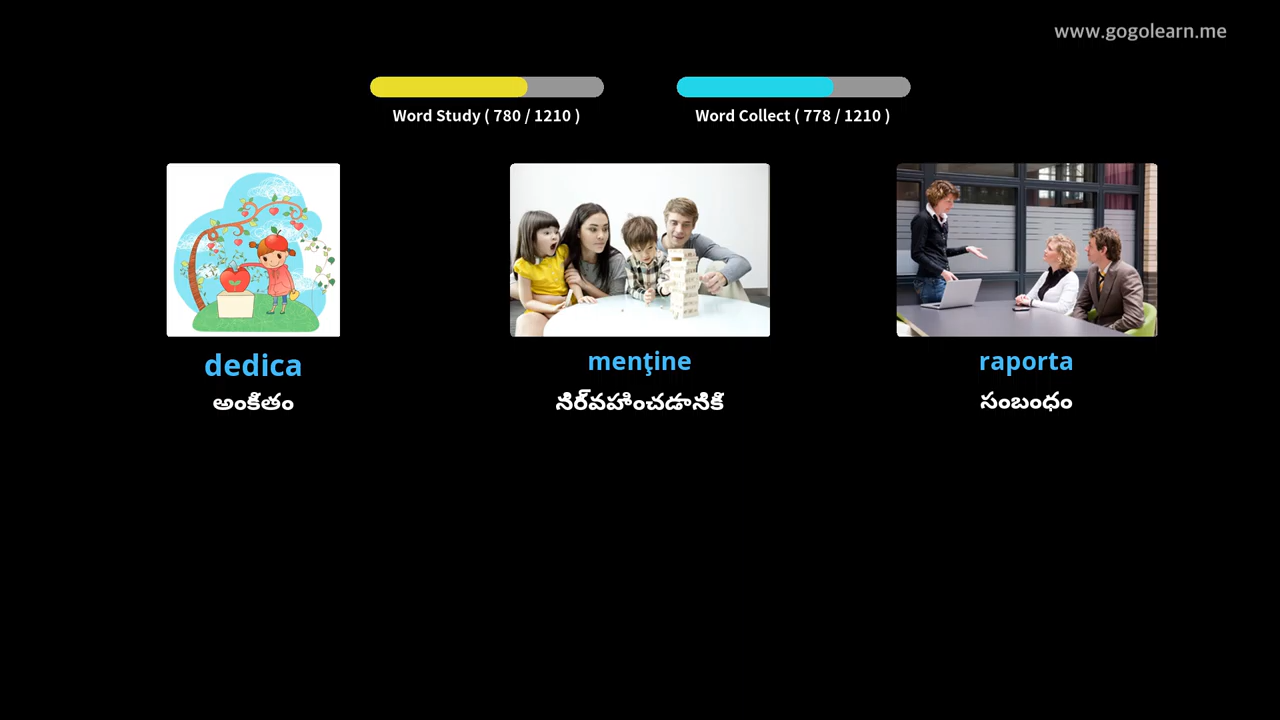 www.gogolearn.me
Word Study ( 780 / 1210 )
Word Collect ( 778 / 1210 )
dedica
menţine
raporta
అంకితం
నిర్‌వహించడానికి
సంబంధం